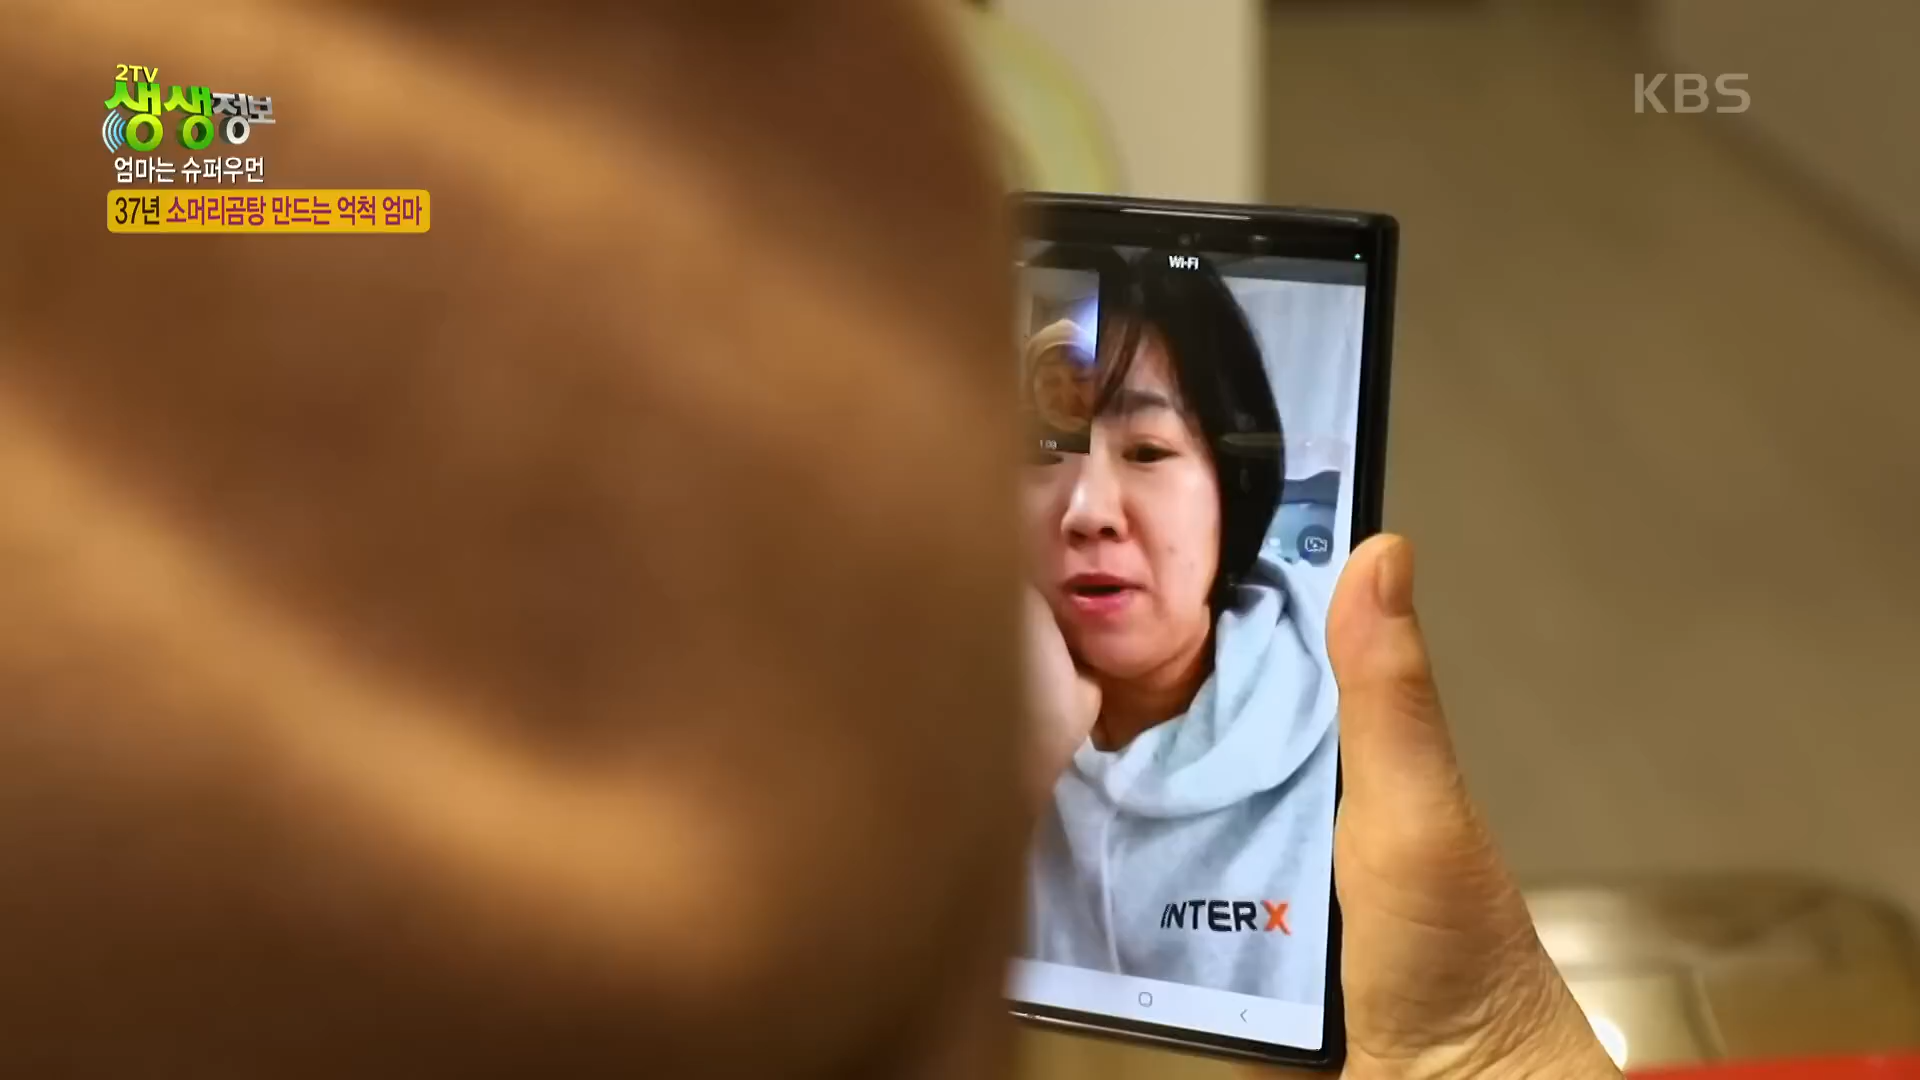 2TV
생생정보
KBS
엄마는 슈퍼우먼
37년 소머리곰탕 만드는 억척 엄마
Wi-Fi
INTERX